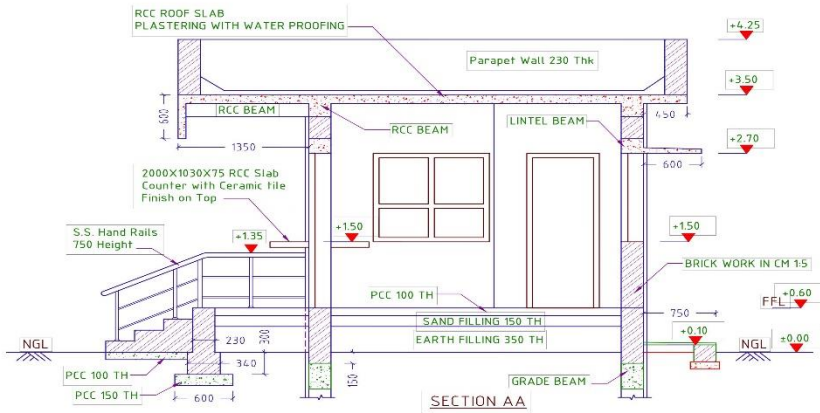 RCC ROOF SLAB
PLASTERING WITH WATER PROOFING
+4.25
Parapet Wall 230 Thk
+3.50
600
RCC BEAM
RCC BEAM
LINTEL BEAM
450
+2.70
1350
600
2000X1030X75 RCC Slab
Counter with Ceramic tile
Finish on Top
S.S. Hand Rails
750 Height
+1.35
+1.50
+1.50
BRICK WORK IN CM 1:5
PCC 100 TH
750
FFL
+0.60
SAND FILLING 150 TH
EARTH FILLING 350 TH
+0.10
NGL
230
300
NGL
±0.00
340
150
PCC 100 TH
PCC 150 TH
600
GRADE BEAM
SECTION AA